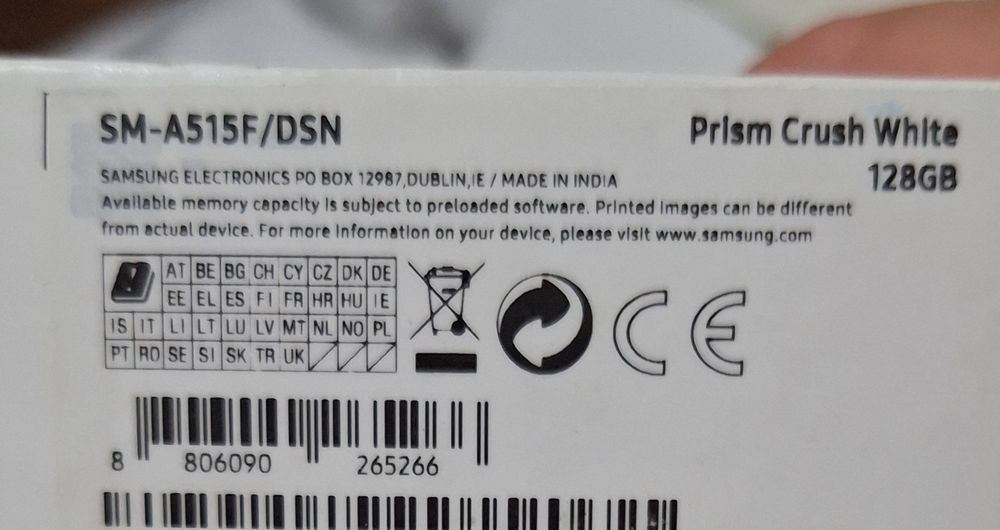 SM-A515F/DSN
Prism Crush White
128GB
SAMSUNG ELECTRONICS PO BOX 12987,DUBLIN,IE / MADE IN INDIA
Available memory capacity is subject to preloaded software. Printed images can be different
from actual device. For more information on your device, please visit www.samsung.com
AT BE BG CH CY CZ DK DE
EE EL ES FI FR HR HU IE
IS IT LI LT LU LV MT NL NO PL
PT RO SE SI SK TR UK
CE
8 806090 265266